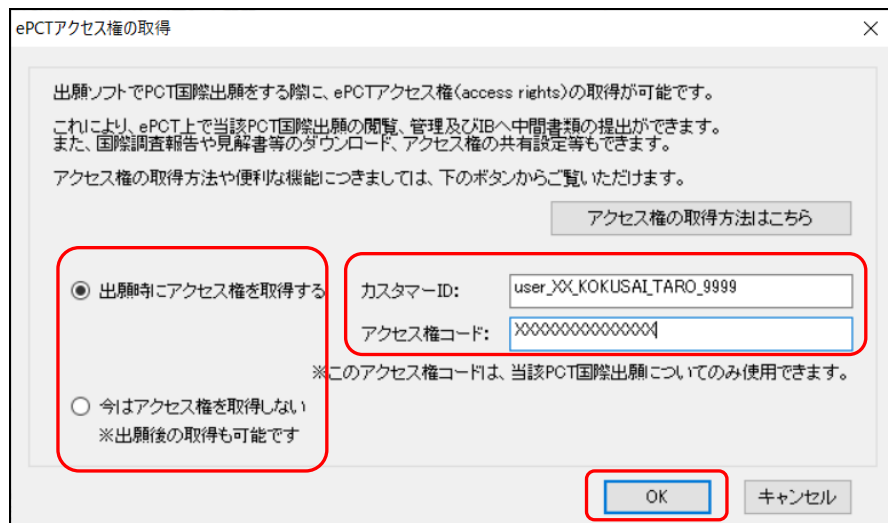 ePCTアクセス権の取得
出願ソフトでPCT国際出願をする際に、ePCTアクセス権(access rights)の取得が可能です。
これにより、ePCT上で当該PCT国際出願の閲覧、管理及びIBへ中間書類の提出ができます。
また、国際調査報告や見解書等のダウンロード、アクセス権の共有設定等もできます。
アクセス権の取得方法や便利な機能につきましては、下のボタンからご覧いただけます。
アクセス権の取得方法はこちら
出願時にアクセス権を取得する
カスタマーID:
user_XX_KOKUSAI_TARO_9999
アクセス権コード:
XXXXXXXXXXXXXXXX
※このアクセス権コードは、当該PCT国際出願についてのみ使用できます。
今はアクセス権を取得しない
※出願後の取得も可能です
OK
キャンセル